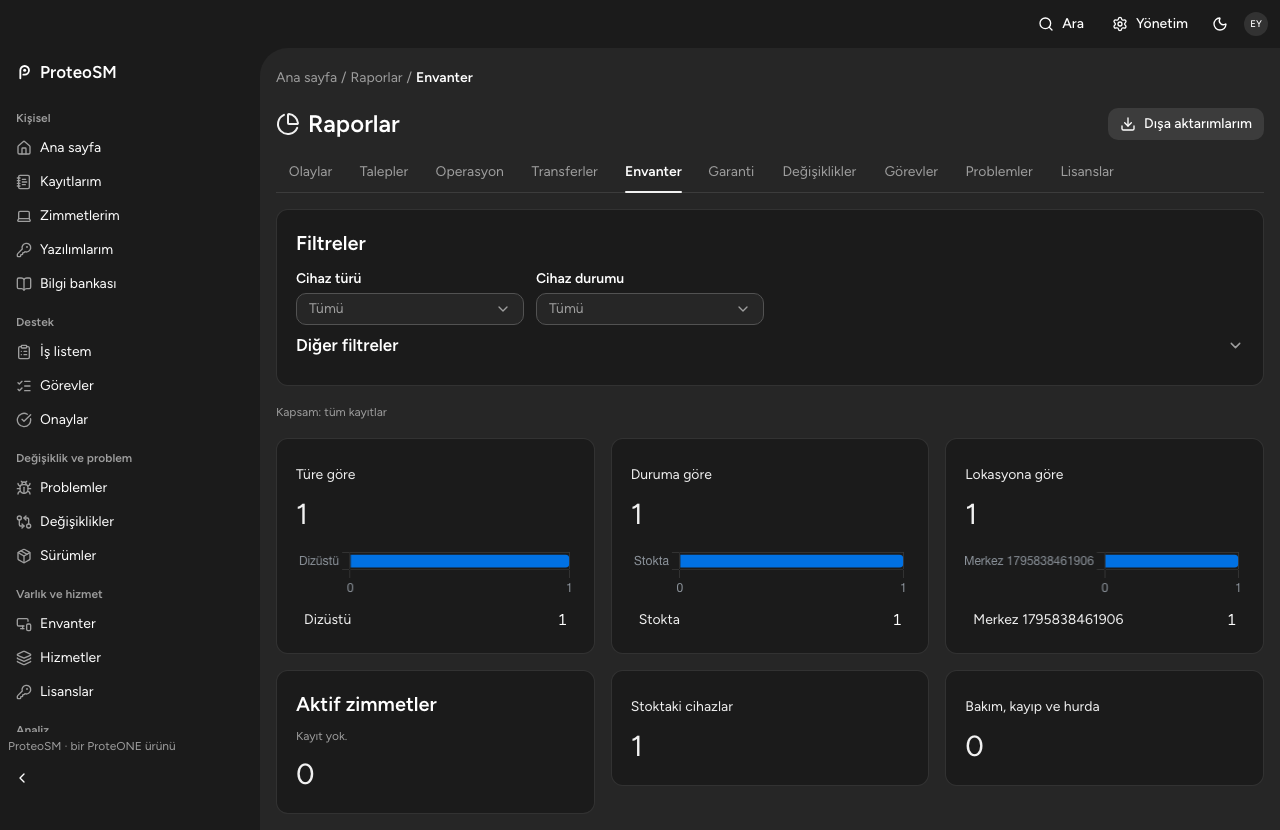 Ara
Yönetim
EY
ProteoSM
Kişisel
Ana sayfa
Kayıtlarım
Zimmetlerim
Yazılımlarım
Bilgi bankası
Destek
İş listem
Görevler
Onaylar
Değişiklik ve problem
Problemler
Değişiklikler
Sürümler
Varlık ve hizmet
Envanter
Hizmetler
Lisanslar
Analiz
ProteoSM · bir ProteONE ürünü
Ana sayfa / Raporlar / Envanter
Raporlar
Dışa aktarımlarım
Olaylar Talepler Operasyon Transferler Envanter Garanti Değişiklikler Görevler Problemler Lisanslar
Filtreler
Cihaz türü
Tümü
Cihaz durumu
Tümü
Diğer filtreler
Kapsam: tüm kayıtlar
Türe göre
1
Dizüstü
0 1
Dizüstü 1
Duruma göre
1
Stokta
0 1
Stokta 1
Lokasyona göre
1
Merkez 1795838461906
0 1
Merkez 1795838461906 1
Aktif zimmetler
Kayıt yok.
0
Stoktaki cihazlar
1
Bakım, kayıp ve hurda
0